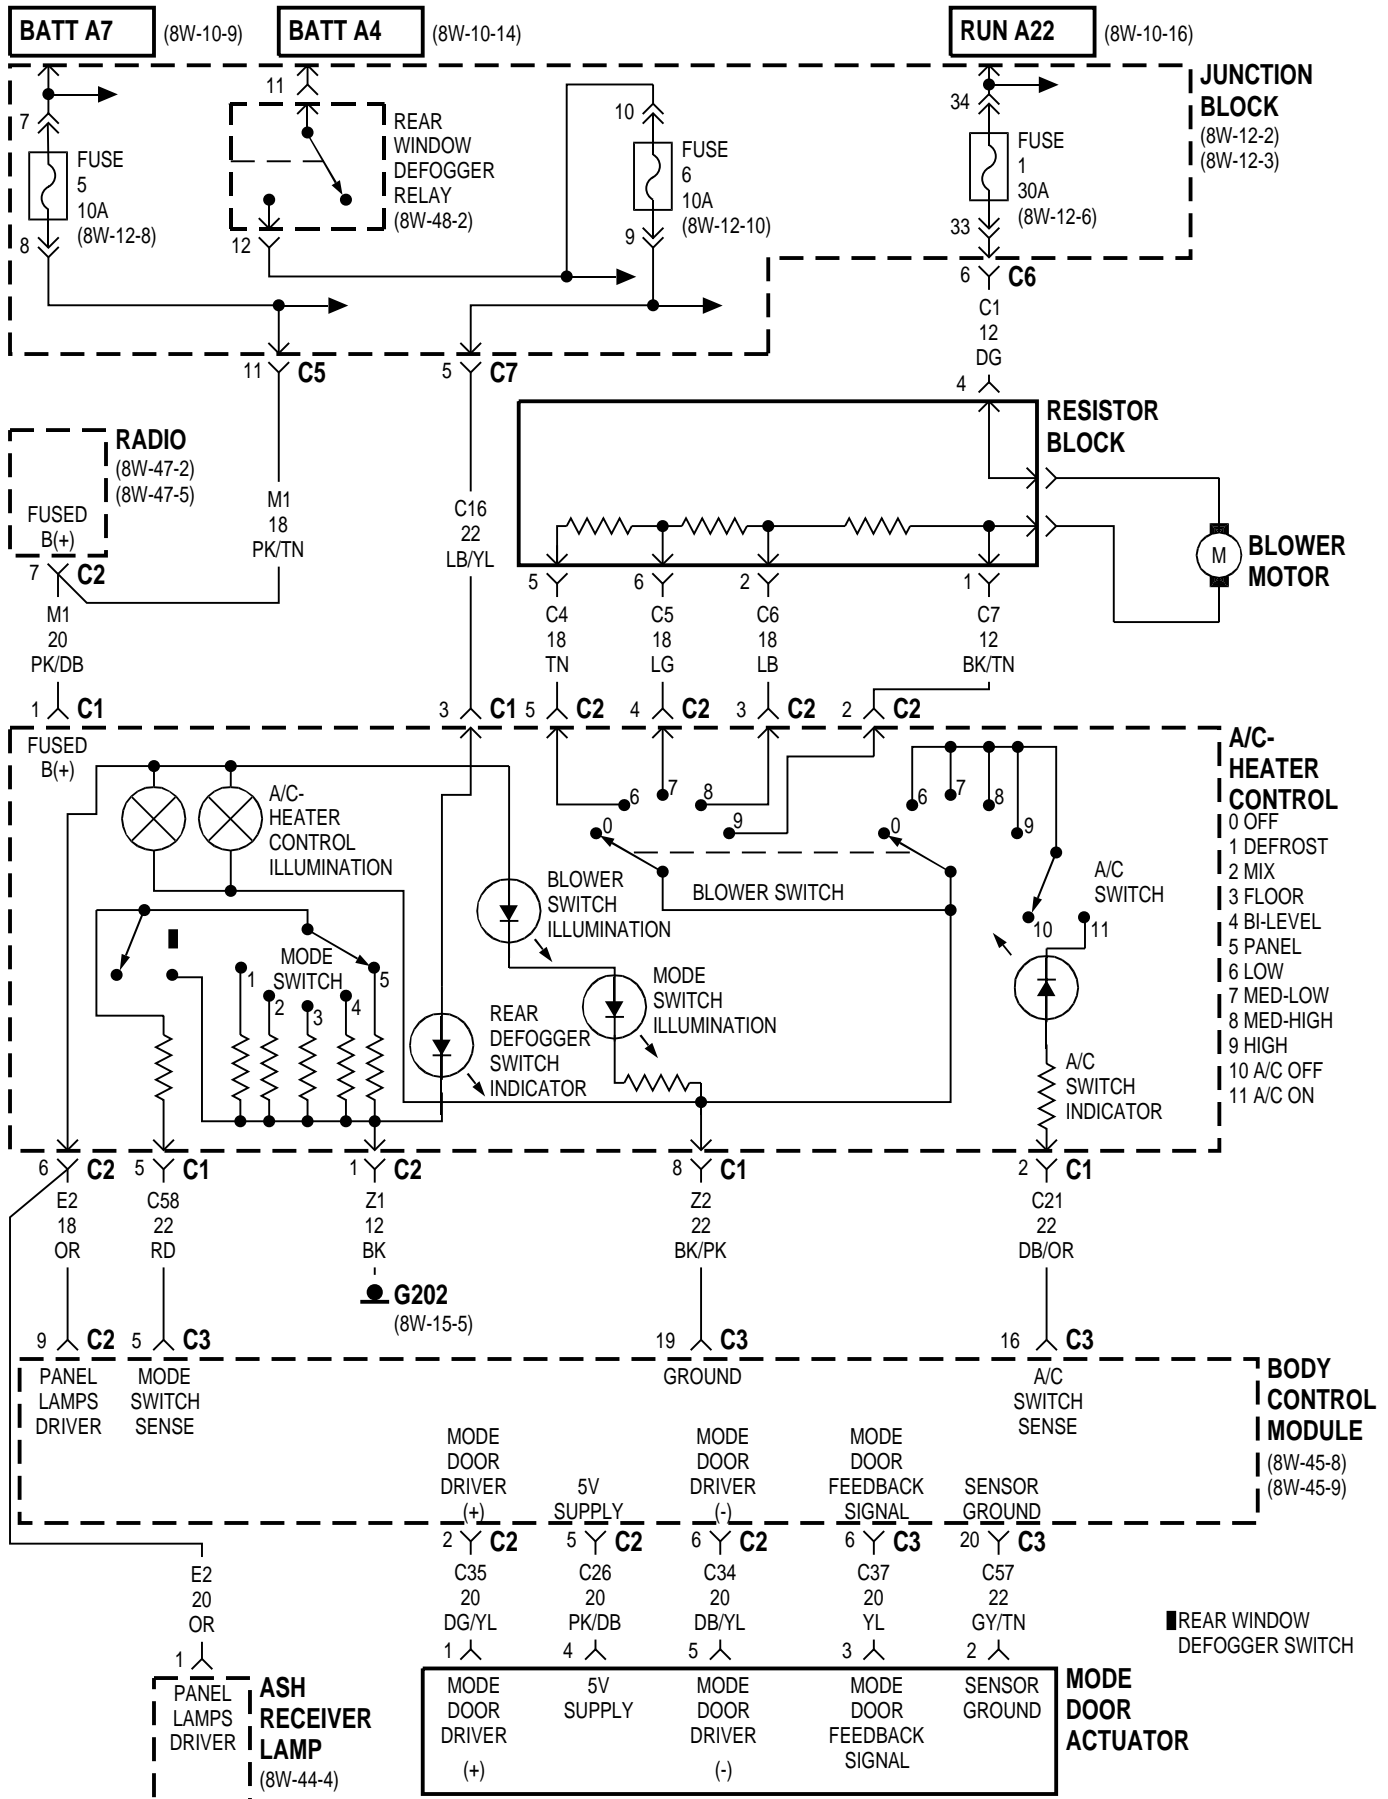 BATT A7
(8W-10-9)
BATT A4
(8W-10-14)
RUN A22
(8W-10-16)
JUNCTION
BLOCK
(8W-12-2)
(8W-12-3)
7
FUSE
5
10A
(8W-12-8)
8
11
REAR
WINDOW
DEFOGGER
RELAY
(8W-48-2)
12
10
FUSE
6
10A
(8W-12-10)
9
34
FUSE
1
30A
(8W-12-6)
33
6
C6
C1
12
DG
4
11
C5
5
C7
RADIO
(8W-47-2)
(8W-47-5)
FUSED
B(+)
7
C2
M1
18
PK/TN
C16
22
LB/YL
RESISTOR
BLOCK
M
BLOWER
MOTOR
5
6
2
1
M1
20
PK/DB
C4
18
TN
C5
18
LG
C6
18
LB
C7
12
BK/TN
1
C1
3
C1
5
C2
4
C2
3
C2
2
C2
FUSED
B(+)
A/C-
HEATER
CONTROL
ILLUMINATION
6
7
8
9
0
BLOWER SWITCH
0
6
7
8
9
A/C
SWITCH
10
11
A/C-
HEATER
CONTROL
0 OFF
1 DEFROST
2 MIX
3 FLOOR
4 BI-LEVEL
5 PANEL
6 LOW
7 MED-LOW
8 MED-HIGH
9 HIGH
10 A/C OFF
11 A/C ON
BLOWER
SWITCH
ILLUMINATION
MODE
SWITCH
1
2
3
4
5
MODE
SWITCH
ILLUMINATION
REAR
DEFOGGER
SWITCH
INDICATOR
A/C
SWITCH
INDICATOR
6
C2
5
C1
1
C2
8
C1
2
C1
E2
18
OR
C58
22
RD
Z1
12
BK
Z2
22
BK/PK
C21
22
DB/OR
G202
(8W-15-5)
9
C2
5
C3
19
C3
16
C3
PANEL
LAMPS
DRIVER
MODE
SWITCH
SENSE
GROUND
A/C
SWITCH
SENSE
BODY
CONTROL
MODULE
(8W-45-8)
(8W-45-9)
MODE
DOOR
DRIVER
(+)
5V
SUPPLY
MODE
DOOR
DRIVER
(-)
MODE
DOOR
FEEDBACK
SIGNAL
SENSOR
GROUND
2
C2
5
C2
6
C2
6
C3
20
C3
C35
20
DG/YL
C26
20
PK/DB
C34
20
DB/YL
C37
20
YL
C57
22
GY/TN
1
4
5
3
2
E2
20
OR
1
PANEL
LAMPS
DRIVER
ASH
RECEIVER
LAMP
(8W-44-4)
MODE
DOOR
DRIVER
(+)
5V
SUPPLY
MODE
DOOR
DRIVER
(-)
MODE
DOOR
FEEDBACK
SIGNAL
SENSOR
GROUND
MODE
DOOR
ACTUATOR
REAR WINDOW
DEFOGGER SWITCH